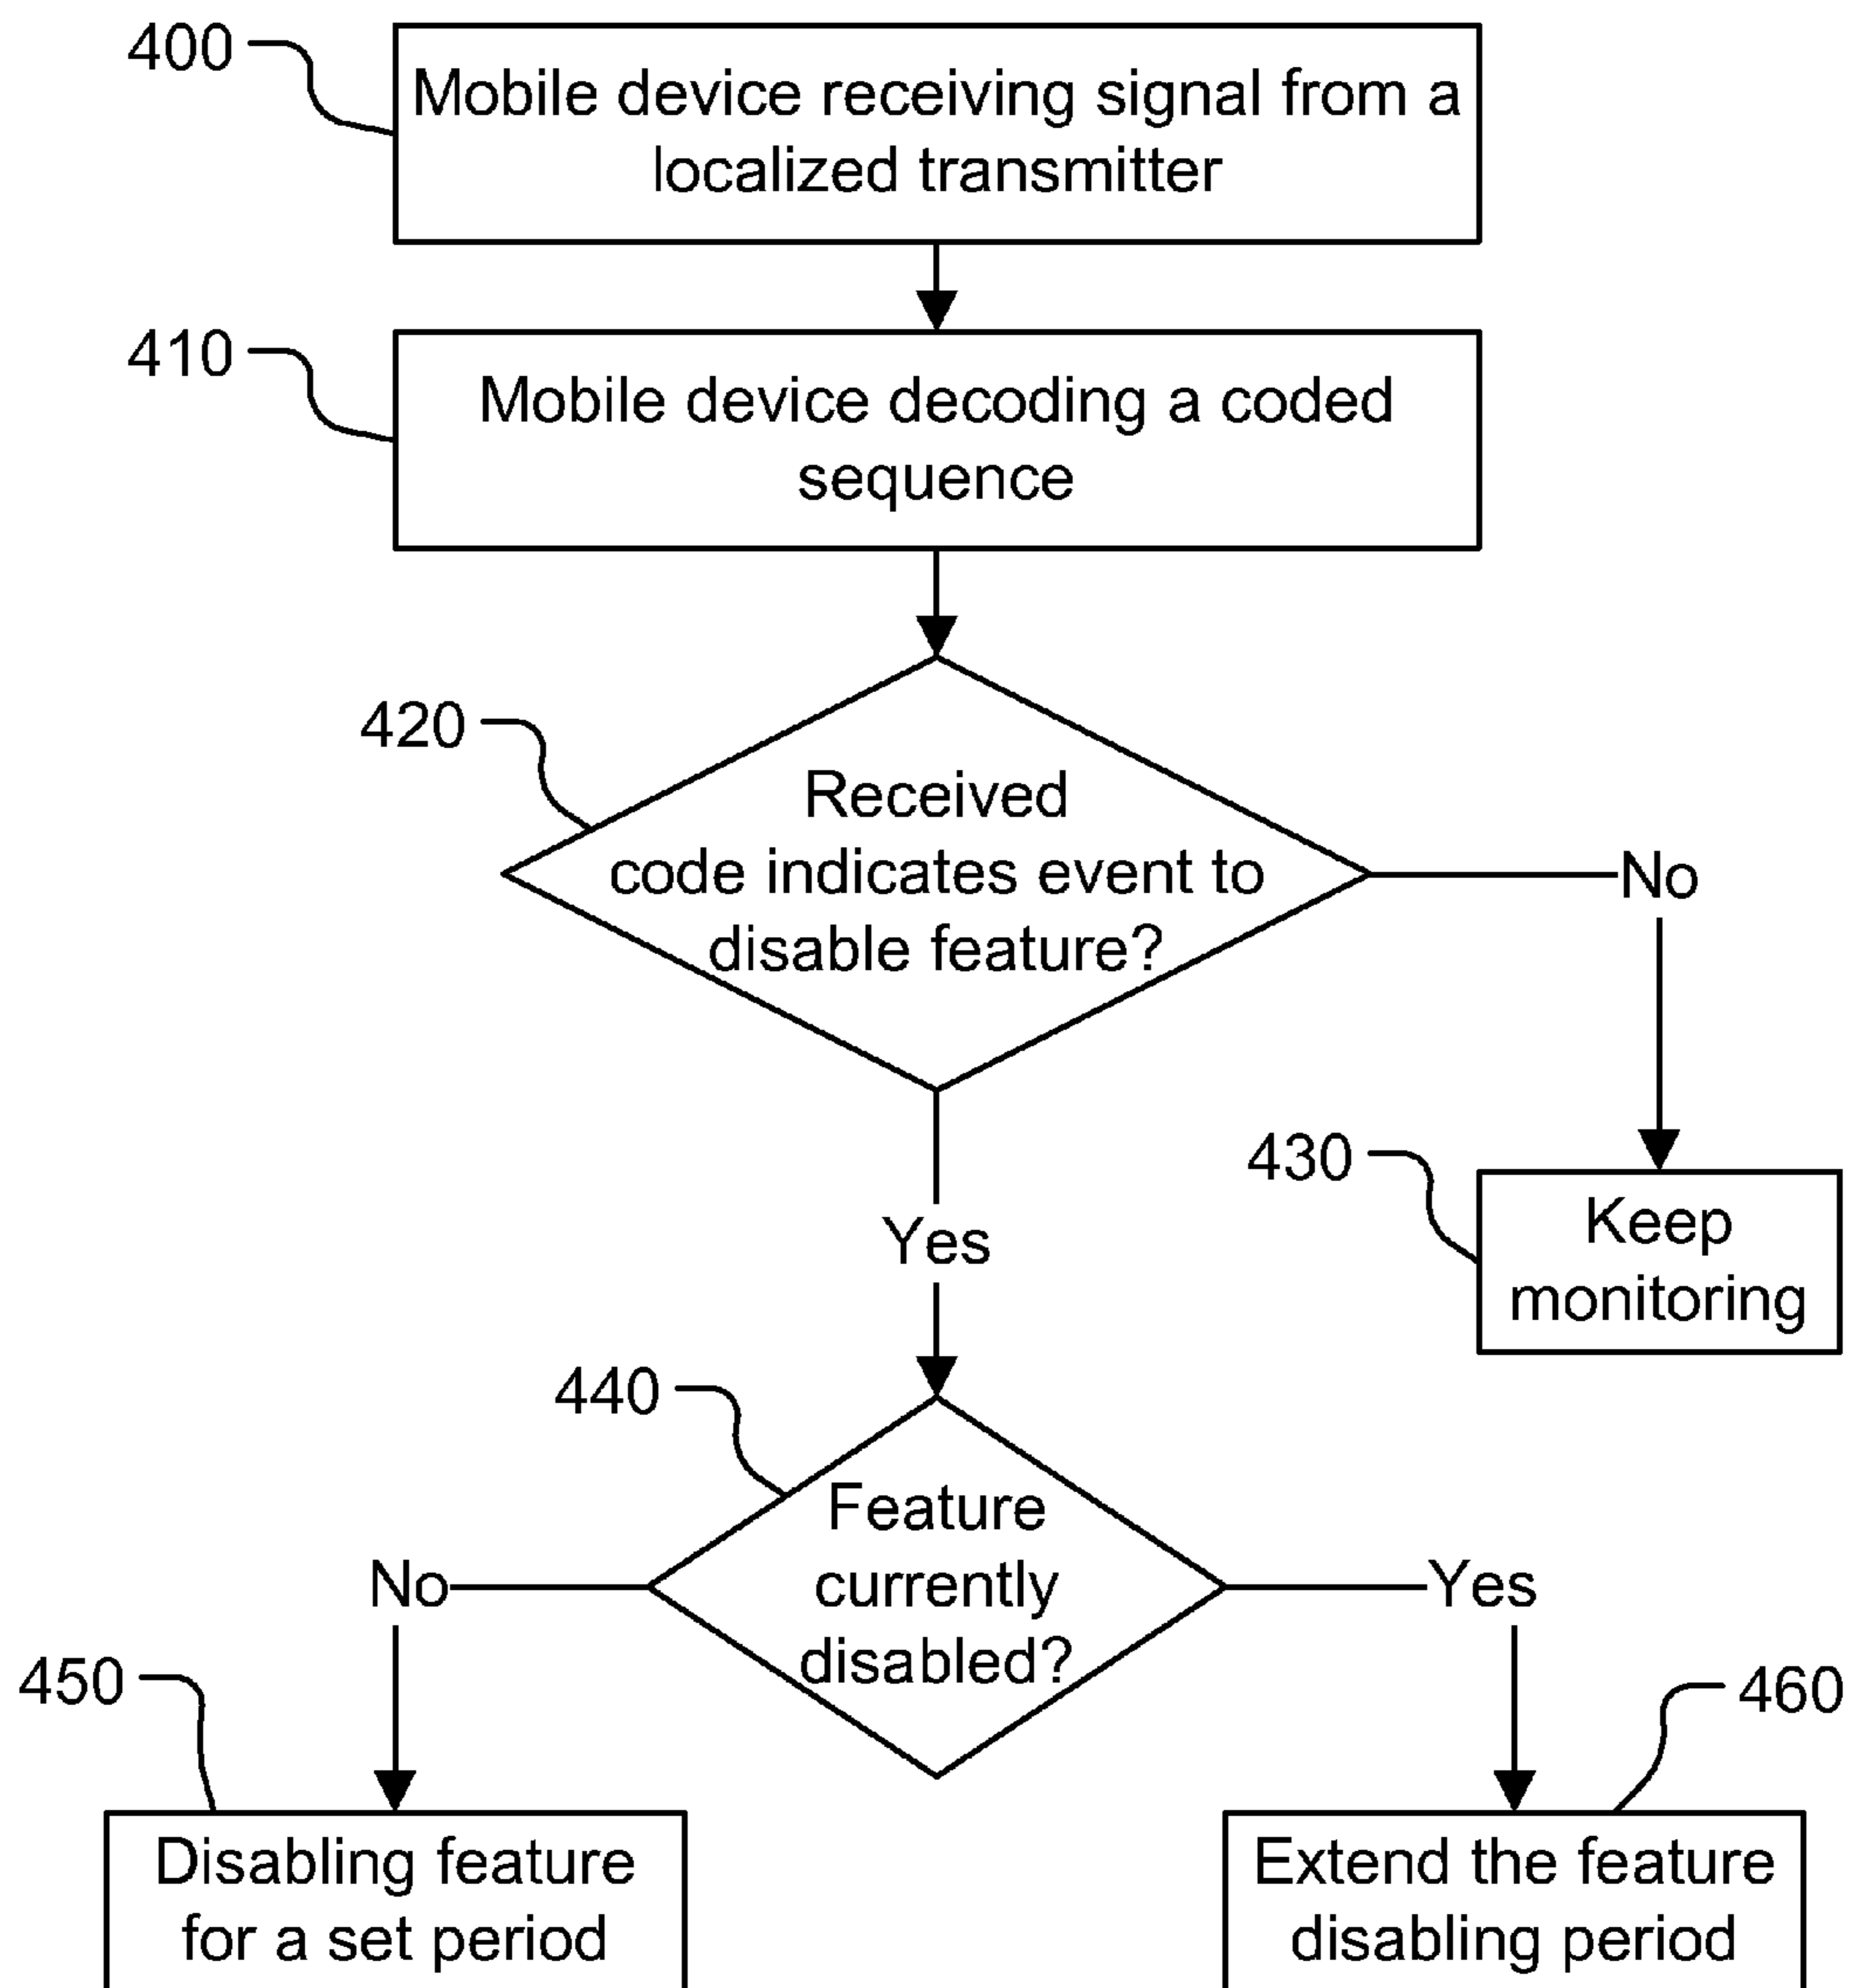 400
Mobile device receiving signal from a
localized transmitter
410
Mobile device decoding a coded
sequence
420
Received
code indicates event to
disable feature?
No
430
Keep
monitoring
Yes
440
Feature
currently
disabled?
No
Yes
450
Disabling feature
for a set period
460
Extend the feature
disabling period